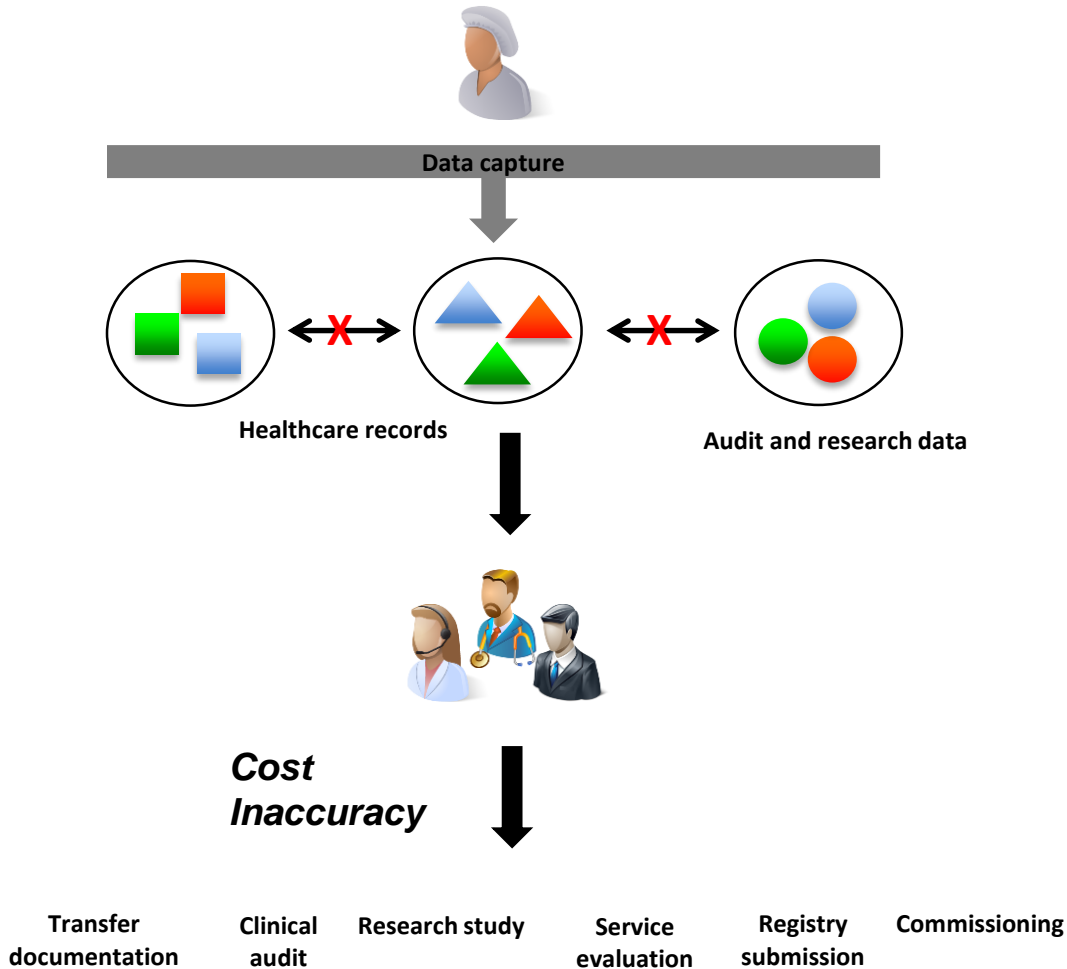 Data capture
X
X
Healthcare records
Audit and research data
Cost
Inaccuracy
Transfer
documentation
Clinical
audit
Research study
Service
evaluation
Registry
submission
Commissioning